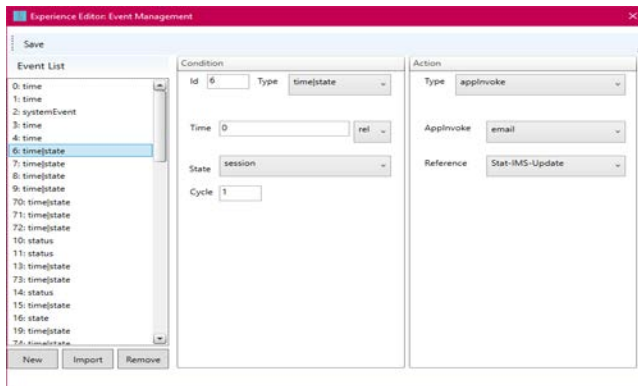 Experience Editor: Event Management
Save
Event List
0: time
1: time
2: systemEvent
3: time
4: time
6: time|state
7: time|state
8: time|state
9: time|state
70: time|state
71: time|state
72: time|state
10: status
11: status
13: time|state
73: time|state
14: status
15: time|state
16: state
19: time|state
74: time|state
New Import Remove
Condition
Id 6 Type time|state
Time 0 rel
State session
Cycle 1
Action
Type appInvoke
AppInvoke email
Reference Stat-IMS-Update